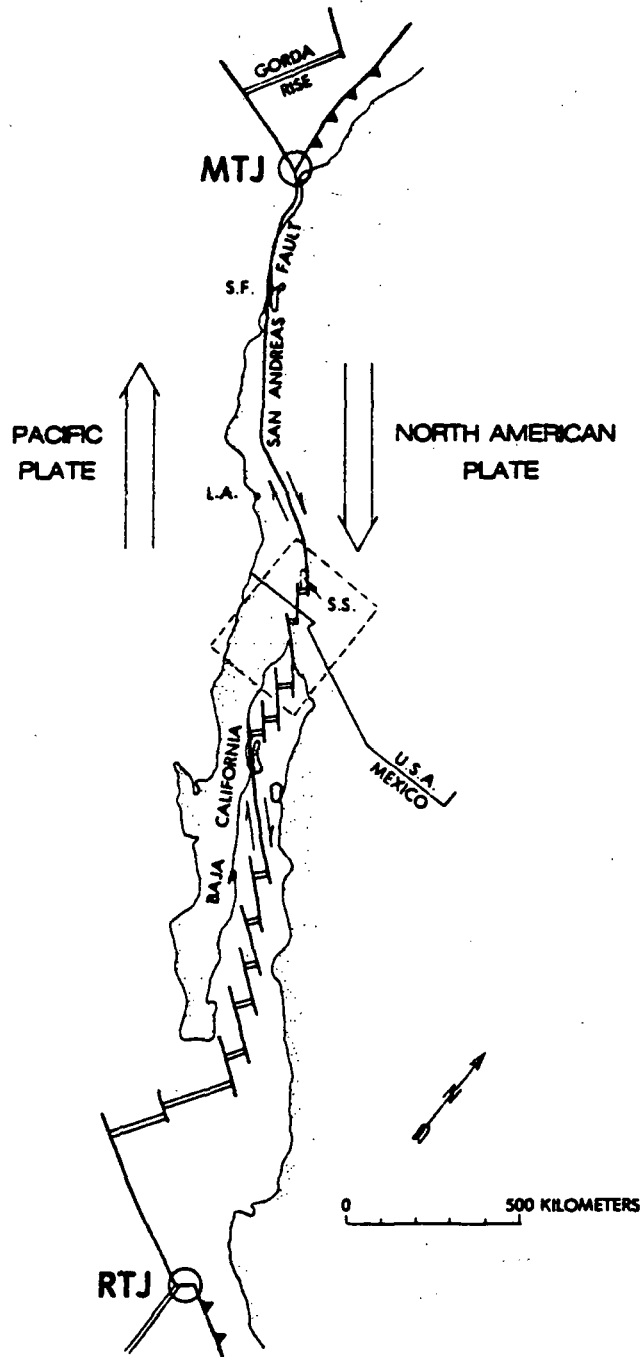 GORDA
RISE
MTJ
S.F.
SAN ANDREAS FAULT
PACIFIC
PLATE
NORTH AMERICAN
PLATE
L.A.
S.S.
U.S.A.
MEXICO
BAJA CALIFORNIA
N
0 500 KILOMETERS
RTJ